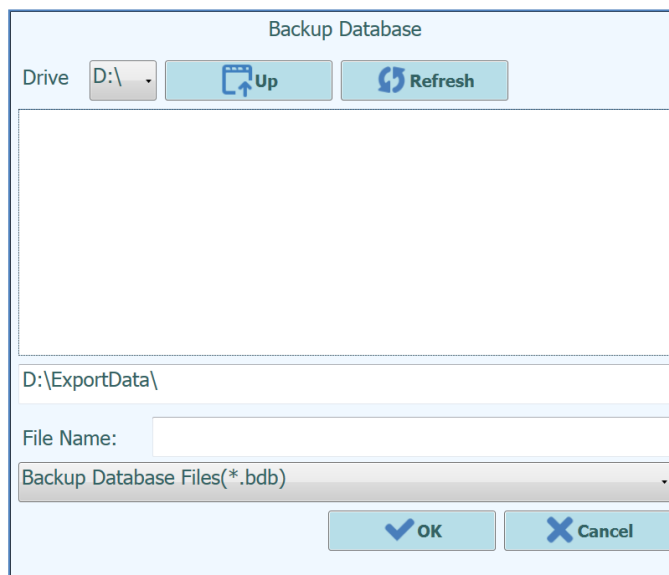 Backup Database
Drive D:\ Up Refresh
D:\ExportData\
File Name:
Backup Database Files(*.bdb)
OK Cancel